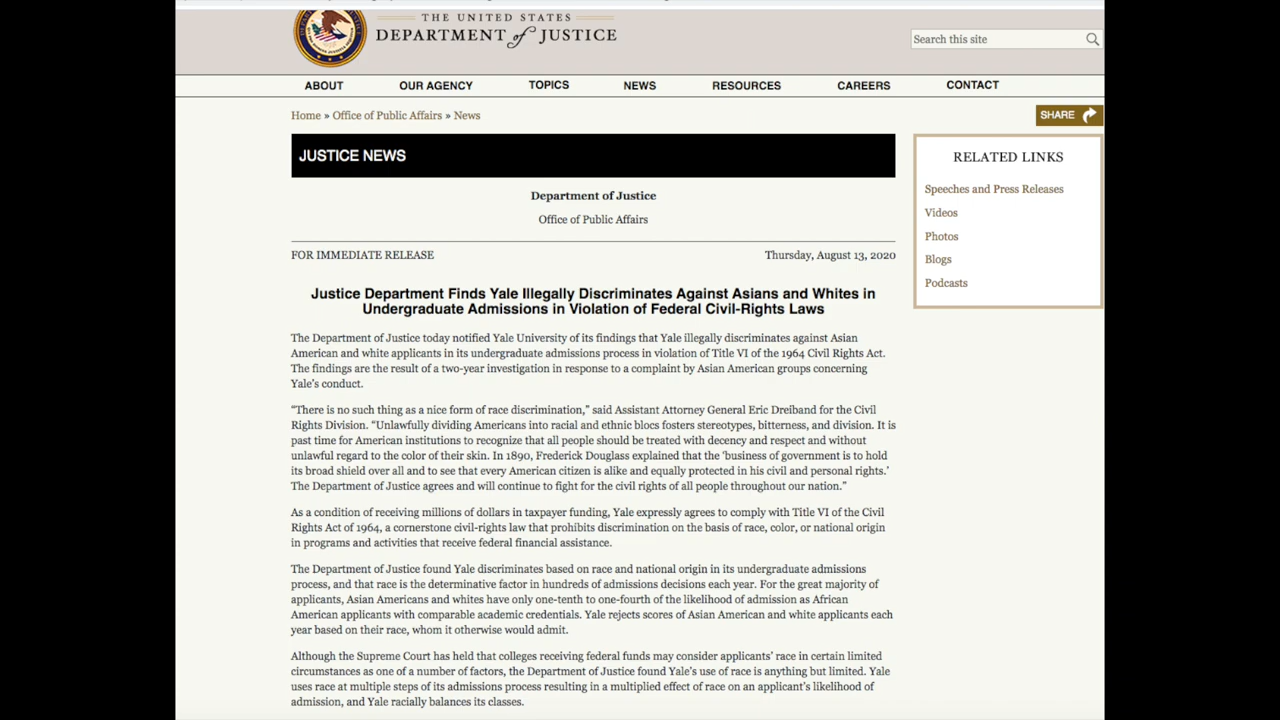 THE UNITED STATES
DEPARTMENT of JUSTICE
Search this site
ABOUT OUR AGENCY TOPICS NEWS RESOURCES CAREERS CONTACT
Home » Office of Public Affairs » News
SHARE
JUSTICE NEWS
Department of Justice
Office of Public Affairs
FOR IMMEDIATE RELEASE Thursday, August 13, 2020
Justice Department Finds Yale Illegally Discriminates Against Asians and Whites in
Undergraduate Admissions in Violation of Federal Civil-Rights Laws
The Department of Justice today notified Yale University of its findings that Yale illegally discriminates against Asian
American and white applicants in its undergraduate admissions process in violation of Title VI of the 1964 Civil Rights Act.
The findings are the result of a two-year investigation in response to a complaint by Asian American groups concerning
Yale's conduct.
“There is no such thing as a nice form of race discrimination,” said Assistant Attorney General Eric Dreiband for the Civil
Rights Division. “Unlawfully dividing Americans into racial and ethnic blocs fosters stereotypes, bitterness, and division. It is
past time for American institutions to recognize that all people should be treated with decency and respect and without
unlawful regard to the color of their skin. In 1890, Frederick Douglass explained that the ‘business of government is to hold
its broad shield over all and to see that every American citizen is alike and equally protected in his civil and personal rights.’
The Department of Justice agrees and will continue to fight for the civil rights of all people throughout our nation.”
As a condition of receiving millions of dollars in taxpayer funding, Yale expressly agrees to comply with Title VI of the Civil
Rights Act of 1964, a cornerstone civil-rights law that prohibits discrimination on the basis of race, color, or national origin
in programs and activities that receive federal financial assistance.
The Department of Justice found Yale discriminates based on race and national origin in its undergraduate admissions
process, and that race is the determinative factor in hundreds of admissions decisions each year. For the great majority of
applicants, Asian Americans and whites have only one-tenth to one-fourth of the likelihood of admission as African
American applicants with comparable academic credentials. Yale rejects scores of Asian American and white applicants each
year based on their race, whom it otherwise would admit.
Although the Supreme Court has held that colleges receiving federal funds may consider applicants’ race in certain limited
circumstances as one of a number of factors, the Department of Justice found Yale’s use of race is anything but limited. Yale
uses race at multiple steps of its admissions process resulting in a multiplied effect of race on an applicant’s likelihood of
admission, and Yale racially balances its classes.
RELATED LINKS
Speeches and Press Releases
Videos
Photos
Blogs
Podcasts